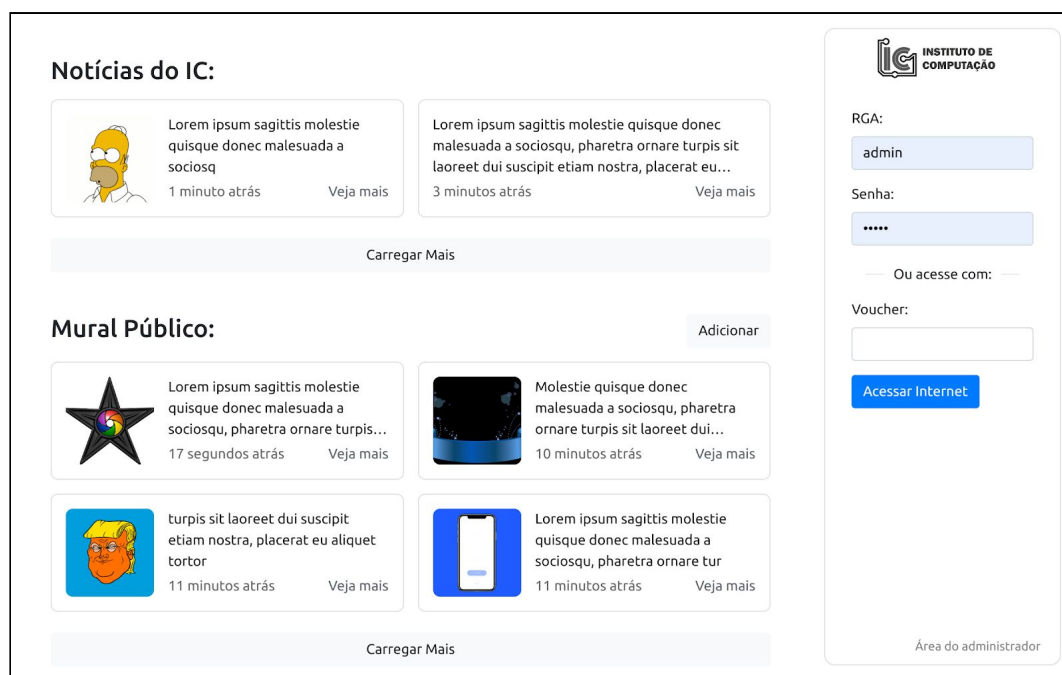 Notícias do IC:
Lorem ipsum sagittis molestie
quisque donec malesuada a
sociosq
1 minuto atrás Veja mais
Lorem ipsum sagittis molestie quisque donec
malesuada a sociosqu, pharetra ornare turpis sit
laoreet dui suscipit etiam nostra, placerat eu...
3 minutos atrás Veja mais
Carregar Mais
Mural Público:
Adicionar
Lorem ipsum sagittis molestie
quisque donec malesuada a
sociosqu, pharetra ornare turpis...
17 segundos atrás Veja mais
Molestie quisque donec
malesuada a sociosqu, pharetra
ornare turpis sit laoreet dui...
10 minutos atrás Veja mais
turpis sit laoreet dui suscipit
etiam nostra, placerat eu aliquet
tortor
11 minutos atrás Veja mais
Lorem ipsum sagittis molestie
quisque donec malesuada a
sociosqu, pharetra ornare tur
11 minutos atrás Veja mais
Carregar Mais
IC INSTITUTO DE
COMPUTAÇÃO
RGA:
admin
Senha:
•••••
Ou acesse com:
Voucher:
Acessar Internet
Área do administrador